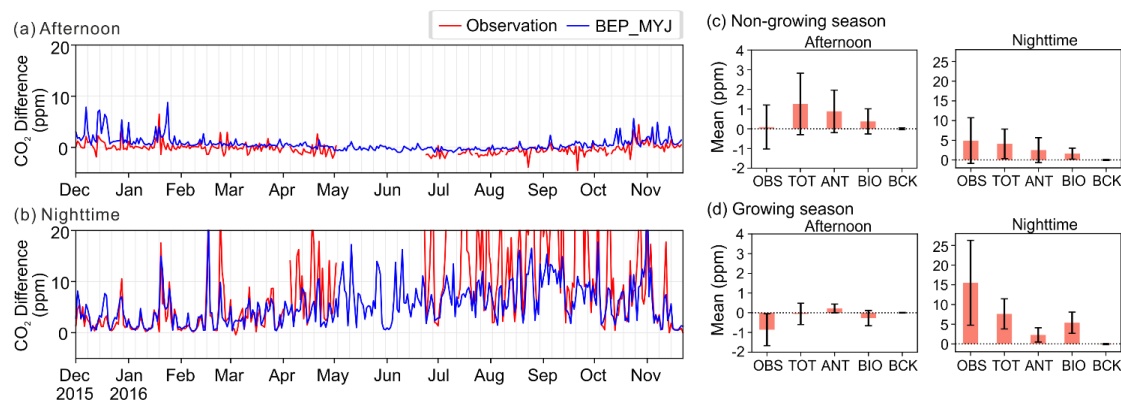 (a) Afternoon
Observation
BEP_MYJ
20
10
0
CO₂ Difference
(ppm)
Dec Jan Feb Mar Apr May Jun Jul Aug Sep Oct Nov
(b) Nighttime
20
10
0
CO₂ Difference
(ppm)
Dec Jan Feb Mar Apr May Jun Jul Aug Sep Oct Nov
2015 2016
(c) Non-growing season
Afternoon
4
3
2
1
0
-1
-2
Mean (ppm)
OBS TOT ANT BIO BCK
Nighttime
25
20
15
10
5
0
OBS TOT ANT BIO BCK
(d) Growing season
Afternoon
4
3
2
1
0
-1
-2
Mean (ppm)
OBS TOT ANT BIO BCK
Nighttime
25
20
15
10
5
0
OBS TOT ANT BIO BCK